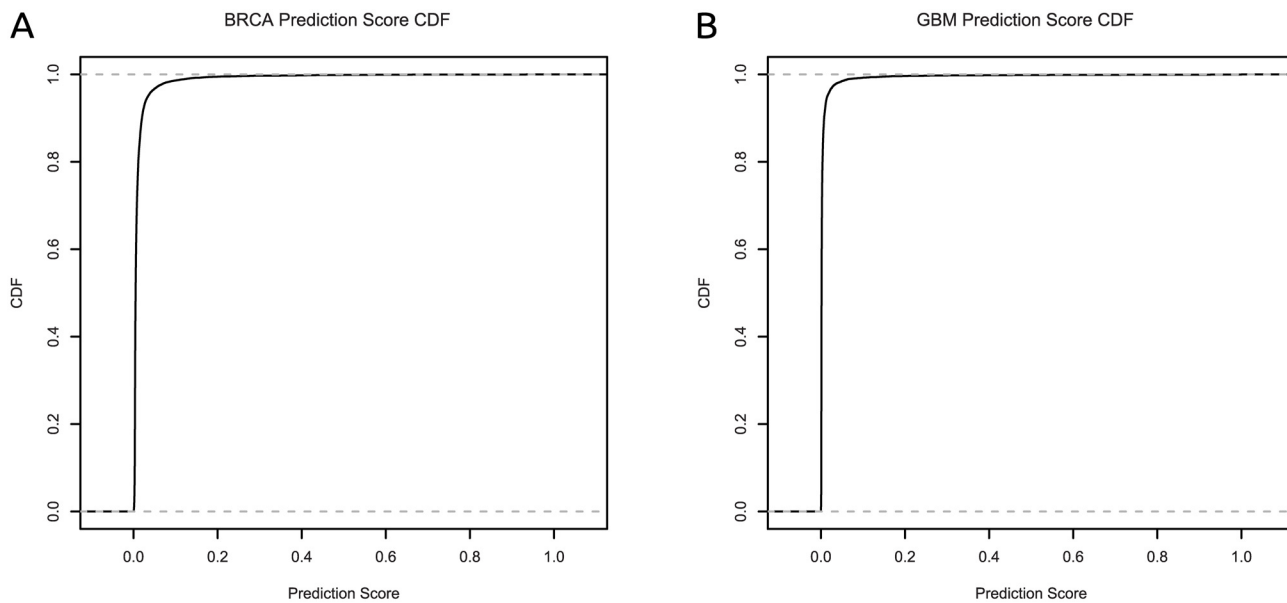 A
BRCA Prediction Score CDF
CDF
1.0
0.8
0.6
0.4
0.2
0.0
0.0 0.2 0.4 0.6 0.8 1.0
Prediction Score
B
GBM Prediction Score CDF
CDF
1.0
0.8
0.6
0.4
0.2
0.0
0.0 0.2 0.4 0.6 0.8 1.0
Prediction Score